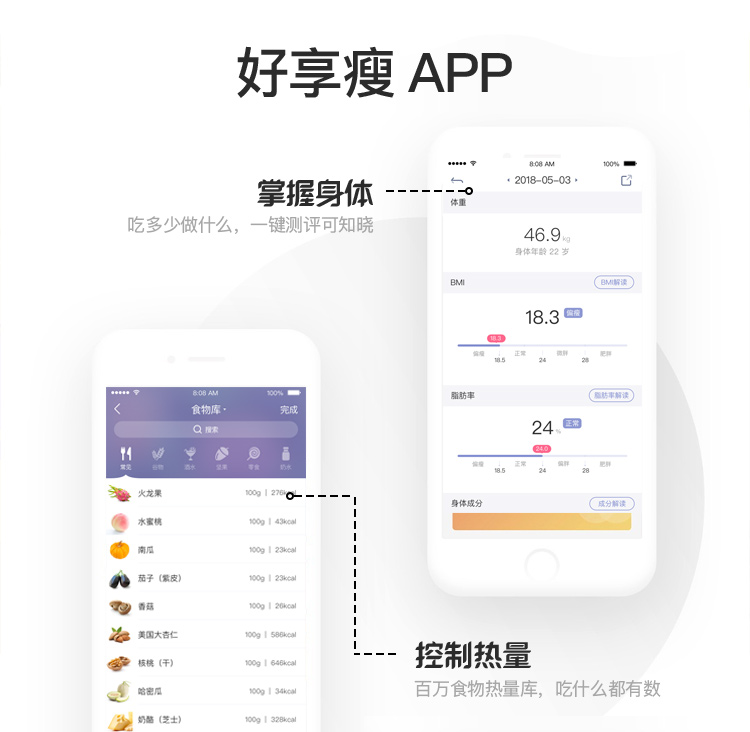 好享瘦 APP
掌握身体
吃多少做什么，一键测评可知晓
8:08 AM
100%
2018-05-03
体重
46.9 kg
身体年龄 22 岁
BMI
BMI解读
18.3 偏瘦
18.3
偏瘦 正常 微胖 肥胖
18.5 24 28
脂肪率
脂肪率解读
24 % 正常
24.0
偏瘦 正常 偏胖 肥胖
18.5 24 28
身体成分
成分解读
8:08 AM
100%
食物库
完成
搜索
常见 谷物 酒水 坚果 零食 奶水
火龙果 100g | 276kcal
水蜜桃 100g | 43kcal
南瓜 100g | 23kcal
茄子（紫皮） 100g | 23kcal
香菇 100g | 26kcal
美国大杏仁 100g | 586kcal
核桃（干） 100g | 646kcal
哈密瓜 100g | 34kcal
奶酪（芝士） 100g | 328kcal
控制热量
百万食物热量库，吃什么都有数